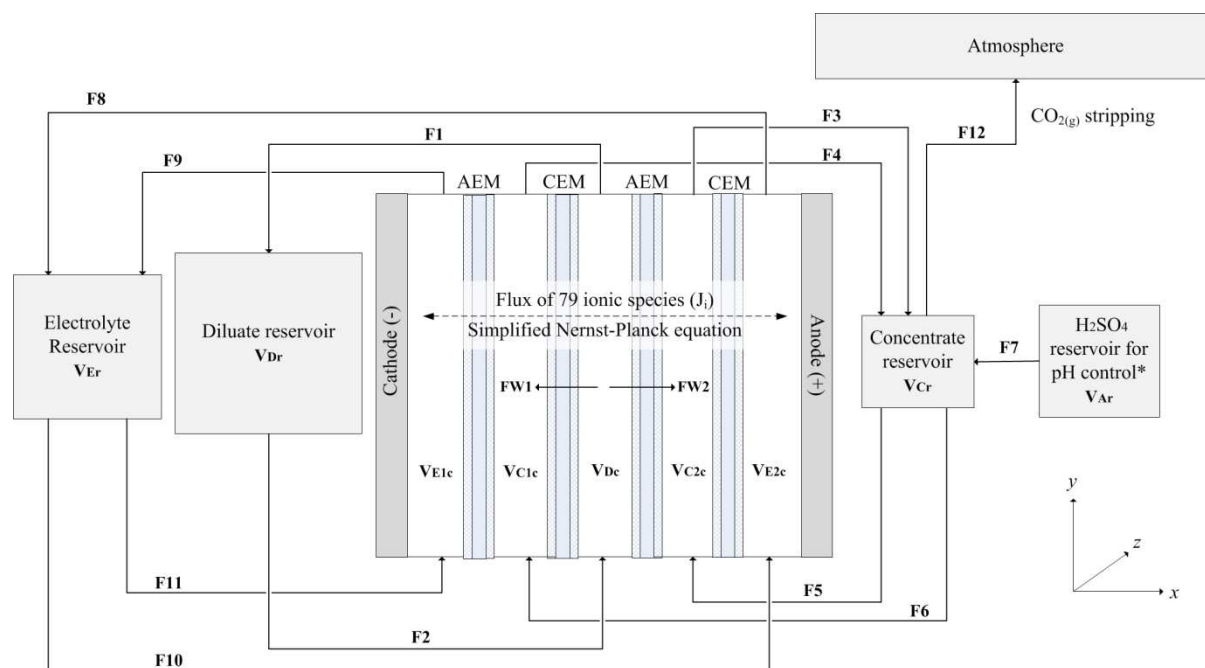 Atmosphere
F8
F3
CO2(g) stripping
F1
F12
F4
F9
AEM
CEM
AEM
CEM
Electrolyte
Reservoir
VEr
Diluate reservoir
VDr
Cathode (-)
Flux of 79 ionic species (Ji)
Simplified Nernst-Planck equation
Anode (+)
Concentrate
reservoir
VCr
F7
H2SO4
reservoir for
pH control*
VAr
FW1
FW2
VE1c
VC1c
VDc
VC2c
VE2c
y
z
x
F11
F5
F6
F2
F10